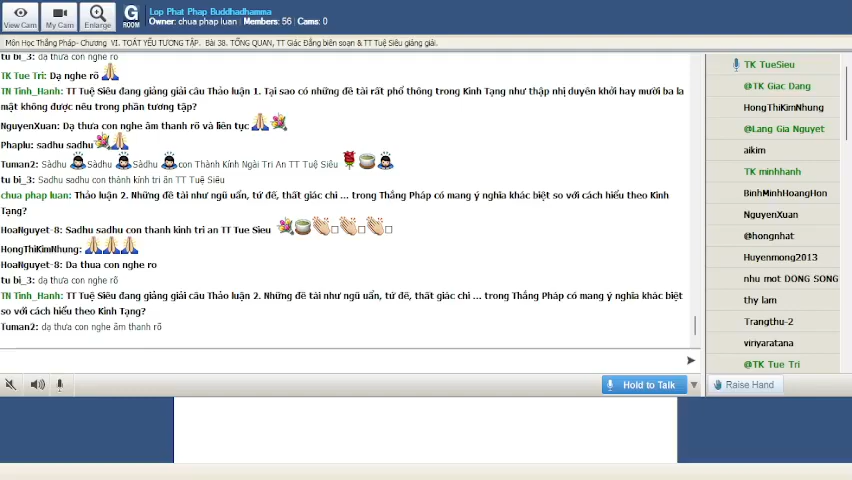 Lop Phat Phap Buddhadhamma
Owner: chua phap luan : Members: 56 : Cams: 0
View Cam
My Cam
Enlarge
G
ROOM
Môn Học Thắng Pháp- Chương VI. TOÁT YẾU TƯƠNG TẬP. Bài 38. TỔNG QUAN, TT Giác Đẳng biên soạn & TT Tuệ Siêu giảng giải.
tu bi_3: dạ thưa con nghe rõ
TK Tue Tri: Dạ nghe rõ
TN Tinh_Hanh: TT Tuệ Siêu đang giảng giải câu Thảo luận 1. Tại sao có những đề tài rất phổ thông trong Kinh Tạng như thập nhị duyên khởi hay mười ba la
mật không được nêu trong phần tương tập?
NguyenXuan: Dạ thưa con nghe âm thanh rõ và liên tục
Phaplu: sadhu sadhu
Tuman2: Sàdhu Sàdhu Sàdhu con Thành Kính Ngài Tri Ân TT Tuệ Siêu
tu bi_3: Sadhu sadhu con thành kính tri ân TT Tuệ Siêu
chua phap luan: Thảo luận 2. Những đề tài như ngũ uẩn, tứ đế, thất giác chi ... trong Thắng Pháp có mang ý nghĩa khác biệt so với cách hiểu theo Kinh
Tạng?
HoaNguyet-8: Sadhu sadhu con thanh kinh tri an TT Tue Sieu
HongThiKimNhung:
HoaNguyet-8: Da thua con nghe ro
tu bi_3: dạ thưa con nghe rõ
TN Tinh_Hanh: TT Tuệ Siêu đang giảng giải câu Thảo luận 2. Những đề tài như ngũ uẩn, tứ đế, thất giác chi ... trong Thắng Pháp có mang ý nghĩa khác biệt
so với cách hiểu theo Kinh Tạng?
Tuman2: dạ thưa con nghe âm thanh rõ
Hold to Talk
TK TueSieu
@TK Giac Dang
HongThiKimNhung
@Lang Gia Nguyet
aikim
TK minhhanh
BinhMinhHoangHon
NguyenXuan
@hongnhat
Huyenmong2013
nhu mot DONG SONG
thy lam
Trangthu-2
viriyaratana
@TK Tue Tri
Raise Hand